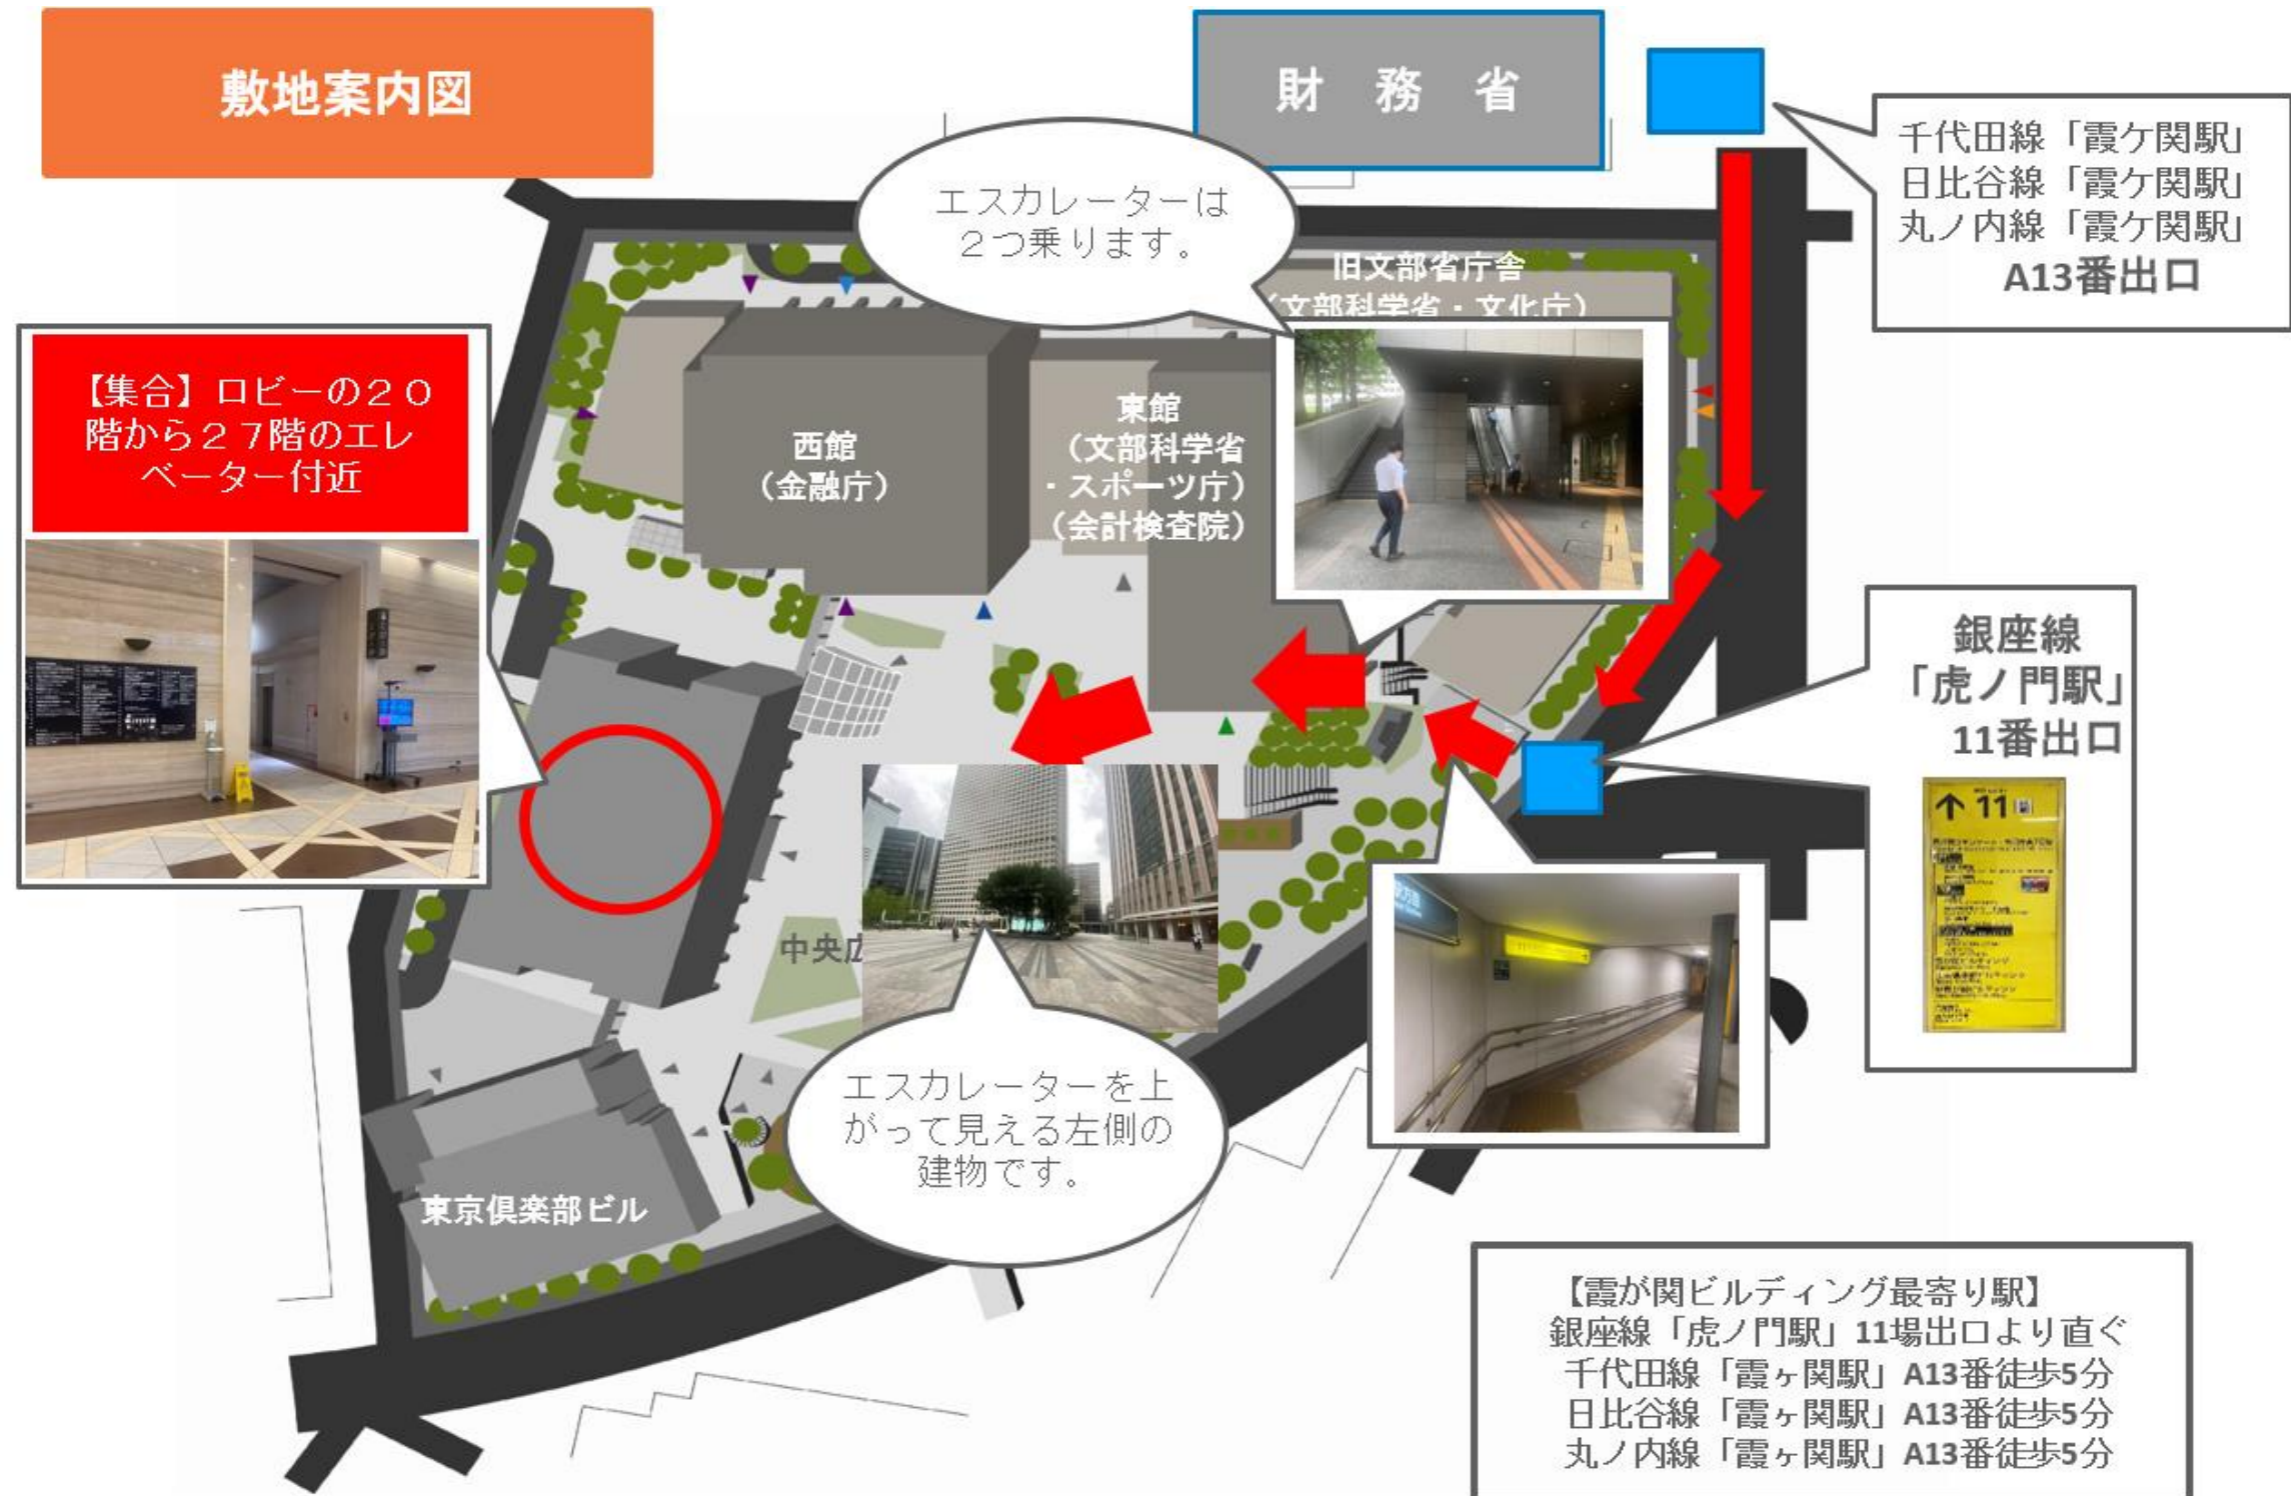 敷地案内図
財 務 省
千代田線「霞ケ関駅」
日比谷線「霞ケ関駅」
丸ノ内線「霞ケ関駅」
A13番出口
エスカレーターは
２つ乗ります。
旧文部省庁舎
（文部科学省・文化庁）
【集合】ロビーの２０
階から２７階のエレ
ベーター付近
西館
（金融庁）
東館
（文部科学省
・スポーツ庁）
（会計検査院）
銀座線
「虎ノ門駅」
11番出口
11
中央広
エスカレーターを上
がって見える左側の
建物です。
東京倶楽部ビル
【霞が関ビルディング最寄り駅】
銀座線「虎ノ門駅」11場出口より直ぐ
千代田線「霞ヶ関駅」A13番徒歩5分
日比谷線「霞ヶ関駅」A13番徒歩5分
丸ノ内線「霞ヶ関駅」A13番徒歩5分